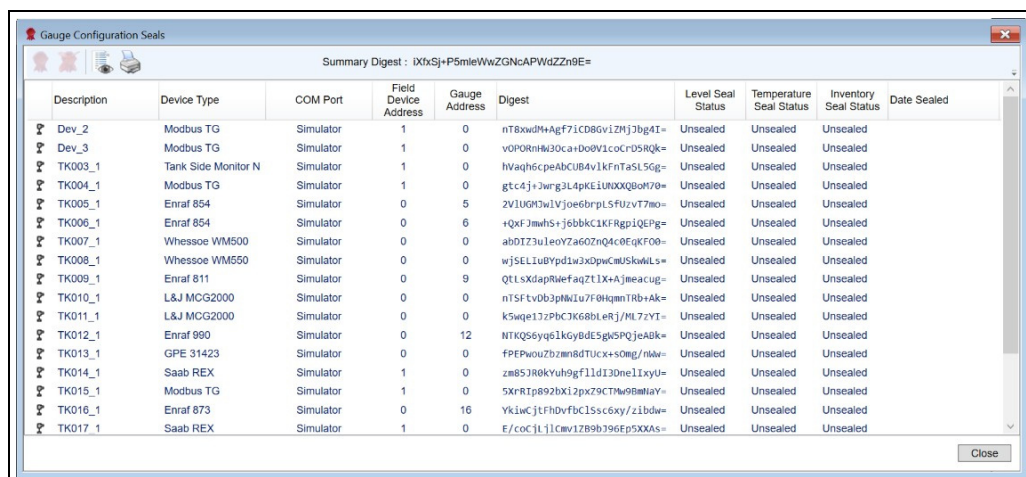 Gauge Configuration Seals
Summary Digest : iXfxSj+P5mleWwZGNcAPWdZZn9E=
Description Device Type COM Port Field Device Address Gauge Address Digest Level Seal Status Temperature Seal Status Inventory Seal Status Date Sealed
Dev_2 Modbus TG Simulator 1 0 nT8xwdM+Agf7iCD8GviZMjJbg4I= Unsealed Unsealed Unsealed
Dev_3 Modbus TG Simulator 1 0 vOPORnHW3Oca+Do0V1coCrD5RQk= Unsealed Unsealed Unsealed
TK003_1 Tank Side Monitor N Simulator 1 0 hVaqh6cpeAbCUB4vlkFnTaSL5Gg= Unsealed Unsealed Unsealed
TK004_1 Modbus TG Simulator 1 0 gtc4j+Jwrg3L4pKEiUNXXQBoM70= Unsealed Unsealed Unsealed
TK005_1 Enraf 854 Simulator 0 5 2VlUGMJwlVjoe6brpLSfUzvT7mo= Unsealed Unsealed Unsealed
TK006_1 Enraf 854 Simulator 0 6 +QxFJmwhS+j6bbkC1KFRgpiQEPg= Unsealed Unsealed Unsealed
TK007_1 Whessoe WM500 Simulator 0 0 abDIZ3uleoYZa6OZnQ4c0EqKFO0= Unsealed Unsealed Unsealed
TK008_1 Whessoe WM550 Simulator 0 0 wjSELIuBYpd1w3xDpwCmUSkwWLs= Unsealed Unsealed Unsealed
TK009_1 Enraf 811 Simulator 0 9 QtLsXdapRWefaqZtlX+Ajmeacug= Unsealed Unsealed Unsealed
TK010_1 L&J MCG2000 Simulator 0 0 nTSFtvDb3pNWIu7F0HqmnTRb+Ak= Unsealed Unsealed Unsealed
TK011_1 L&J MCG2000 Simulator 0 0 k5wqe1JzPbCJK68bLeRj/ML7zYI= Unsealed Unsealed Unsealed
TK012_1 Enraf 990 Simulator 0 12 NTKQS6yq6lkGyBdE5gW5PQjeABk= Unsealed Unsealed Unsealed
TK013_1 GPE 31423 Simulator 0 0 fPEPwouZbzmn8dTUcx+sOmg/nWw= Unsealed Unsealed Unsealed
TK014_1 Saab REX Simulator 1 0 zm85JR0kYuh9gflldI3DnelIxyU= Unsealed Unsealed Unsealed
TK015_1 Modbus TG Simulator 1 0 5XrRIp892bXi2pxZ9CTMw9BmNaY= Unsealed Unsealed Unsealed
TK016_1 Enraf 873 Simulator 0 16 YkiwCjtFhDvfbClSsc6xy/zibdw= Unsealed Unsealed Unsealed
TK017_1 Saab REX Simulator 1 0 E/coCjLjlCmv1ZB9bJ96Ep5XXAs= Unsealed Unsealed Unsealed
Close